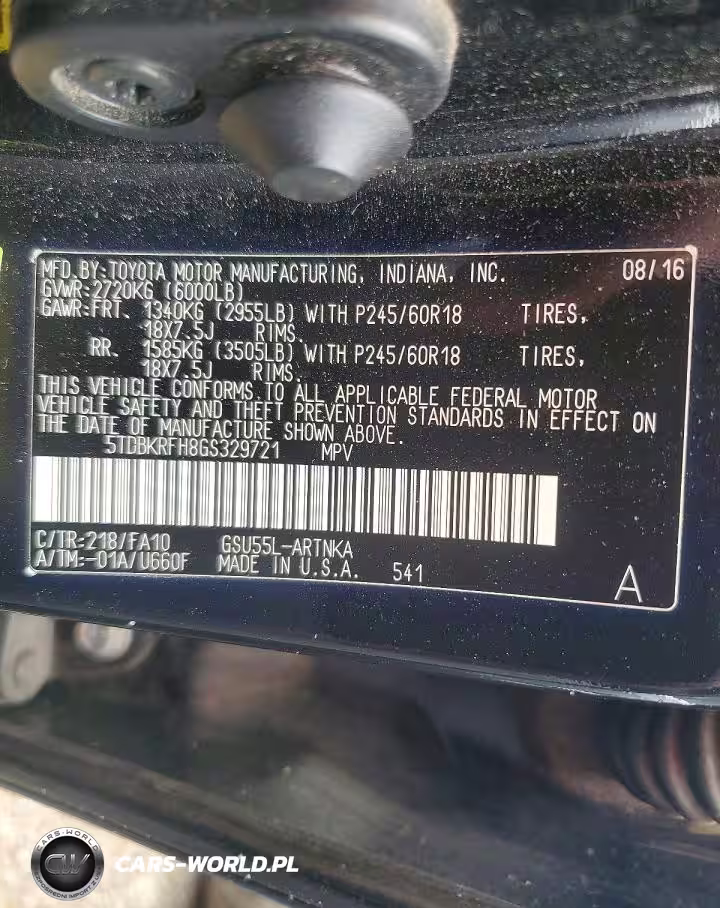 MFD.BY:TOYOTA MOTOR MANUFACTURING, INDIANA, INC. 08/16
GVWR:2720KG (6000LB)
GAWR:FRT. 1340KG (2955LB) WITH P245/60R18 TIRES,
18X7.5J RIMS.
RR. 1585KG (3505LB) WITH P245/60R18 TIRES,
18X7.5J RIMS.
THIS VEHICLE CONFORMS TO ALL APPLICABLE FEDERAL MOTOR
VEHICLE SAFETY AND THEFT PREVENTION STANDARDS IN EFFECT ON
THE DATE OF MANUFACTURE SHOWN ABOVE.
5TDBKRFH8GS329721 MPV
C/TR:218/FA10 GSU55L-ARTNKA
A/TM:-01A/U660F MADE IN U.S.A. 541 A
CARS-WORLD
CW
CARS-WORLD.PL